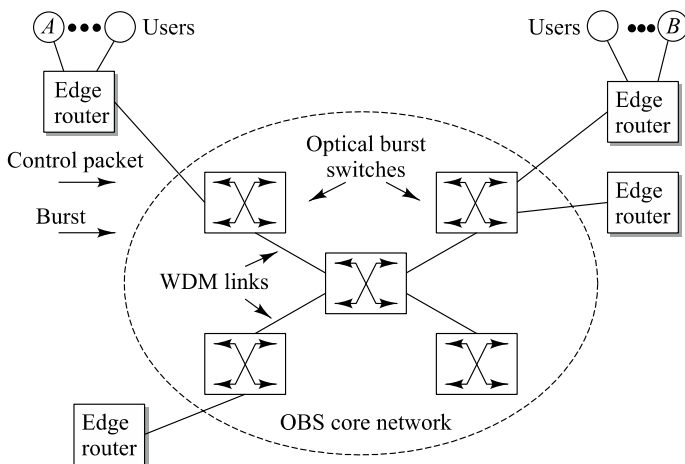 A
Users
Users
B
Edge
router
Edge
router
Control packet
Optical burst
switches
Edge
router
Burst
WDM links
OBS core network
Edge
router